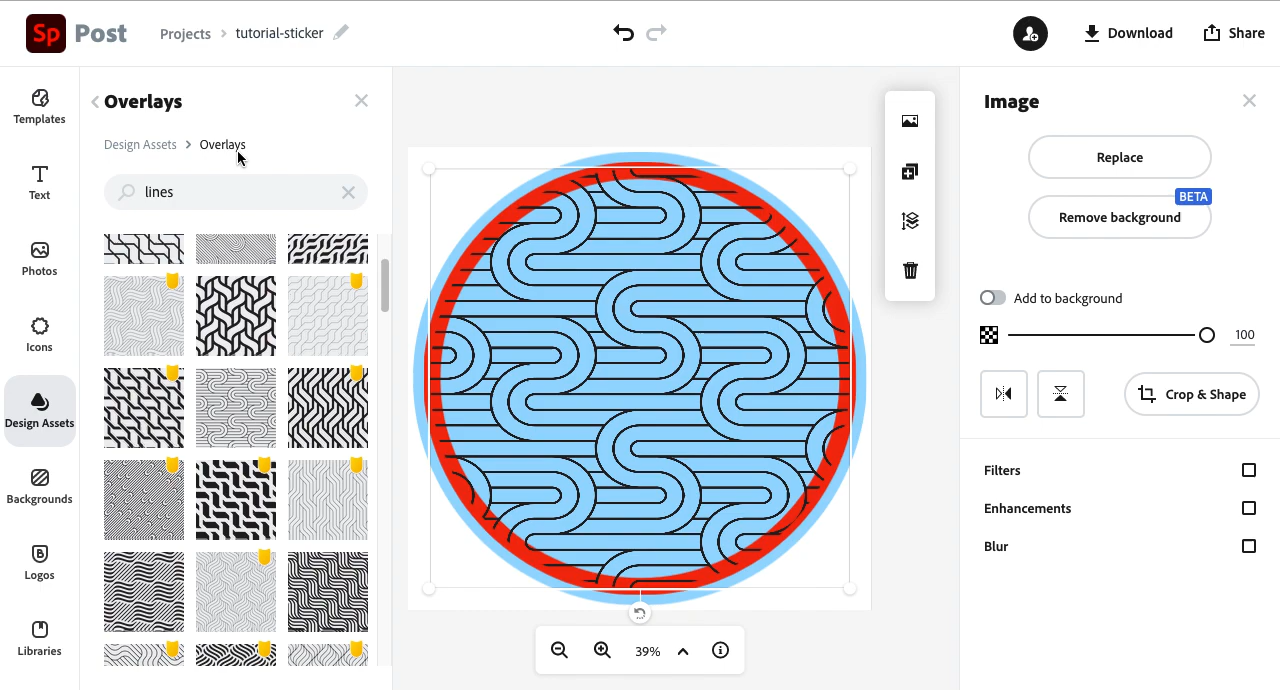 Sp Post Projects > tutorial-sticker Download Share
Templates
Text
Photos
Icons
Design Assets
Backgrounds
Logos
Libraries
Overlays
Design Assets > Overlays
lines
39%
Image
Replace
BETA
Remove background
Add to background
100
Crop & Shape
Filters
Enhancements
Blur